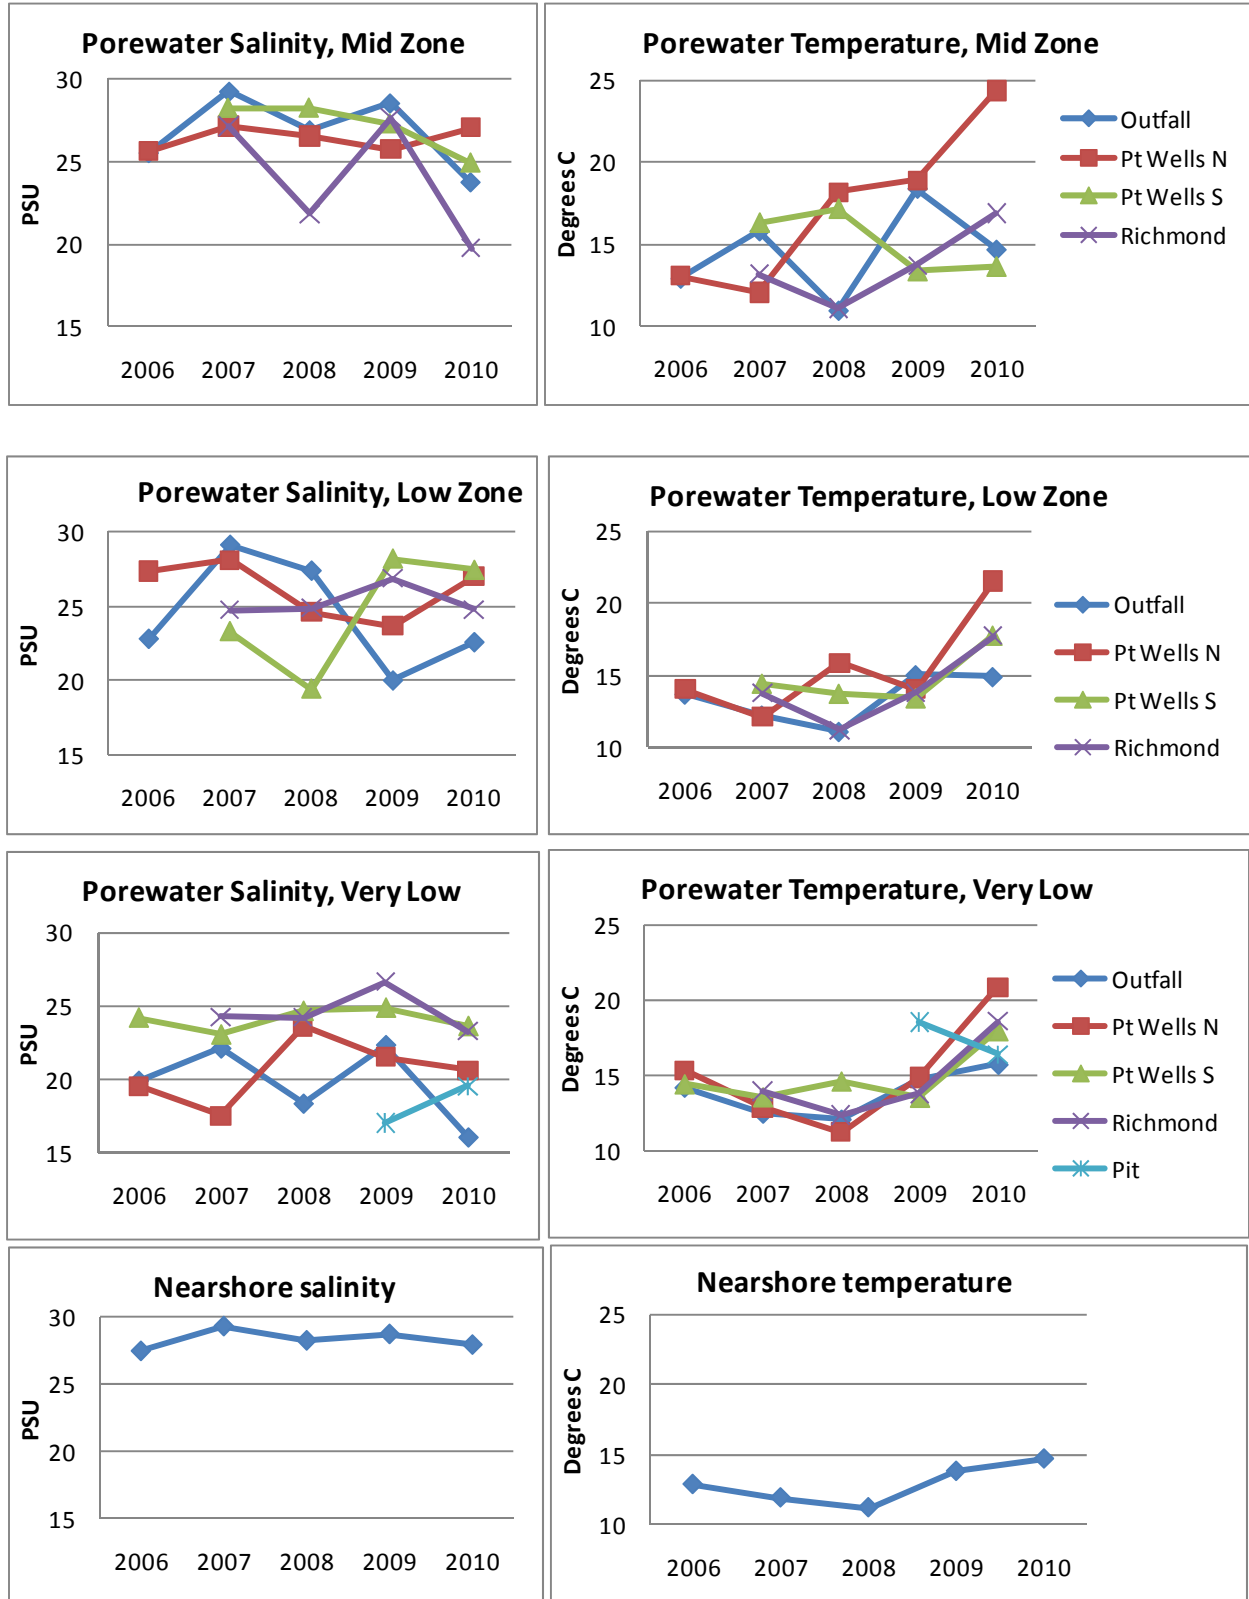 Porewater Salinity, Mid Zone
30
25
20
15
PSU
2006 2007 2008 2009 2010
Porewater Temperature, Mid Zone
25
20
15
10
Degrees C
2006 2007 2008 2009 2010
Outfall
Pt Wells N
Pt Wells S
Richmond
Porewater Salinity, Low Zone
30
25
20
15
PSU
2006 2007 2008 2009 2010
Porewater Temperature, Low Zone
25
20
15
10
Degrees C
2006 2007 2008 2009 2010
Outfall
Pt Wells N
Pt Wells S
Richmond
Porewater Salinity, Very Low
30
25
20
15
PSU
2006 2007 2008 2009 2010
Porewater Temperature, Very Low
25
20
15
10
Degrees C
2006 2007 2008 2009 2010
Outfall
Pt Wells N
Pt Wells S
Richmond
Pit
Nearshore salinity
30
25
20
15
PSU
2006 2007 2008 2009 2010
Nearshore temperature
25
20
15
10
Degrees C
2006 2007 2008 2009 2010